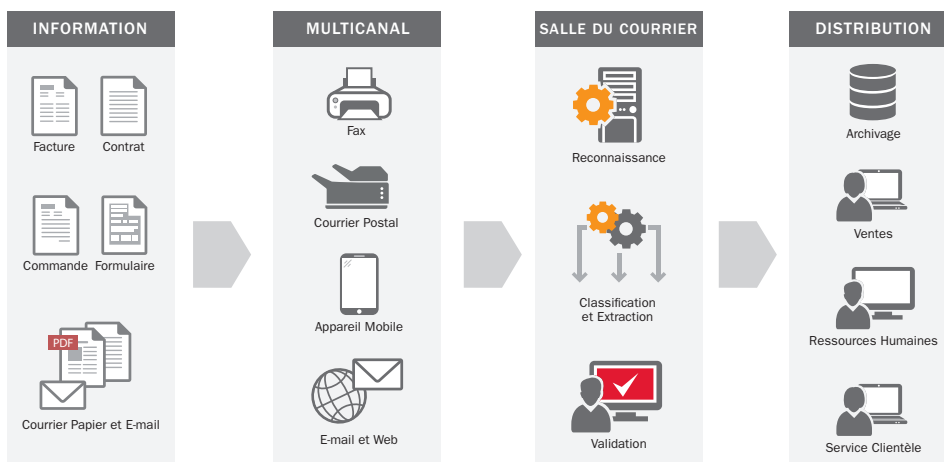 INFORMATION
Facture
Contrat
Commande
Formulaire
PDF
Courrier Papier et E-mail
MULTICANAL
Fax
Courrier Postal
Appareil Mobile
E-mail et Web
SALLE DU COURRIER
Reconnaissance
Classification
et Extraction
Validation
DISTRIBUTION
Archivage
Ventes
Ressources Humaines
Service Clientèle